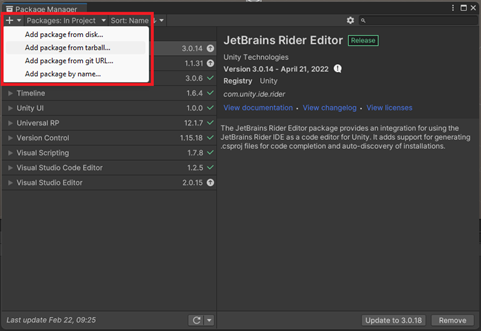 Package Manager
+ Packages: In Project Sort: Name
Add package from disk...
Add package from tarball...
Add package from git URL...
Add package by name...
3.0.14
1.1.31
3.0.6
Timeline 1.6.4
Unity UI 1.0.0
Universal RP 12.1.7
Version Control 1.15.18
Visual Scripting 1.7.8
Visual Studio Code Editor 1.2.5
Visual Studio Editor 2.0.15
Last update Feb 22, 09:25
JetBrains Rider Editor Release
Unity Technologies
Version 3.0.14 - April 21, 2022
Registry Unity
com.unity.ide.rider
View documentation • View changelog • View licenses
The JetBrains Rider Editor package provides an integration for using the
JetBrains Rider IDE as a code editor for Unity. It adds support for generating
.csproj files for code completion and auto-discovery of installations.
Update to 3.0.18 Remove